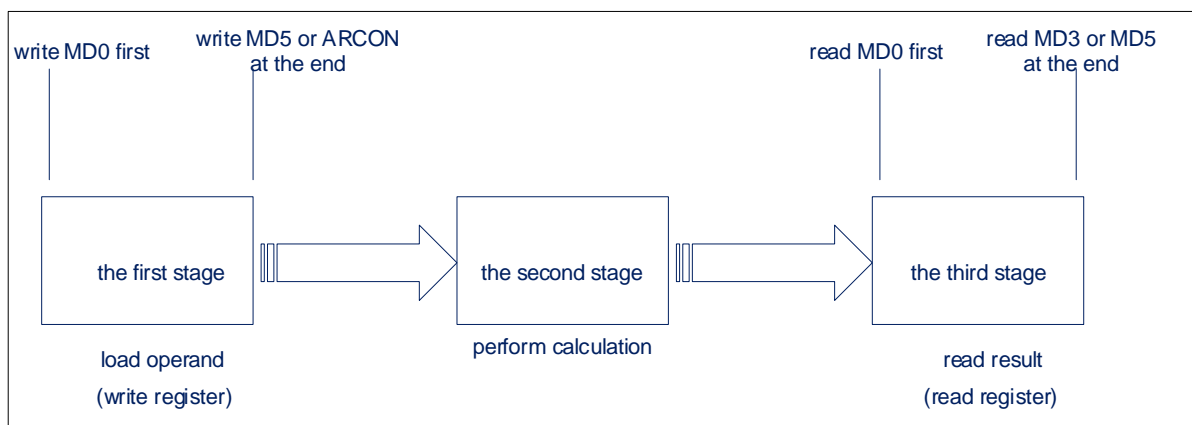 write MD0 first
write MD5 or ARCON
at the end
read MD0 first
read MD3 or MD5
at the end
the first stage
the second stage
the third stage
load operand
(write register)
perform calculation
read result
(read register)